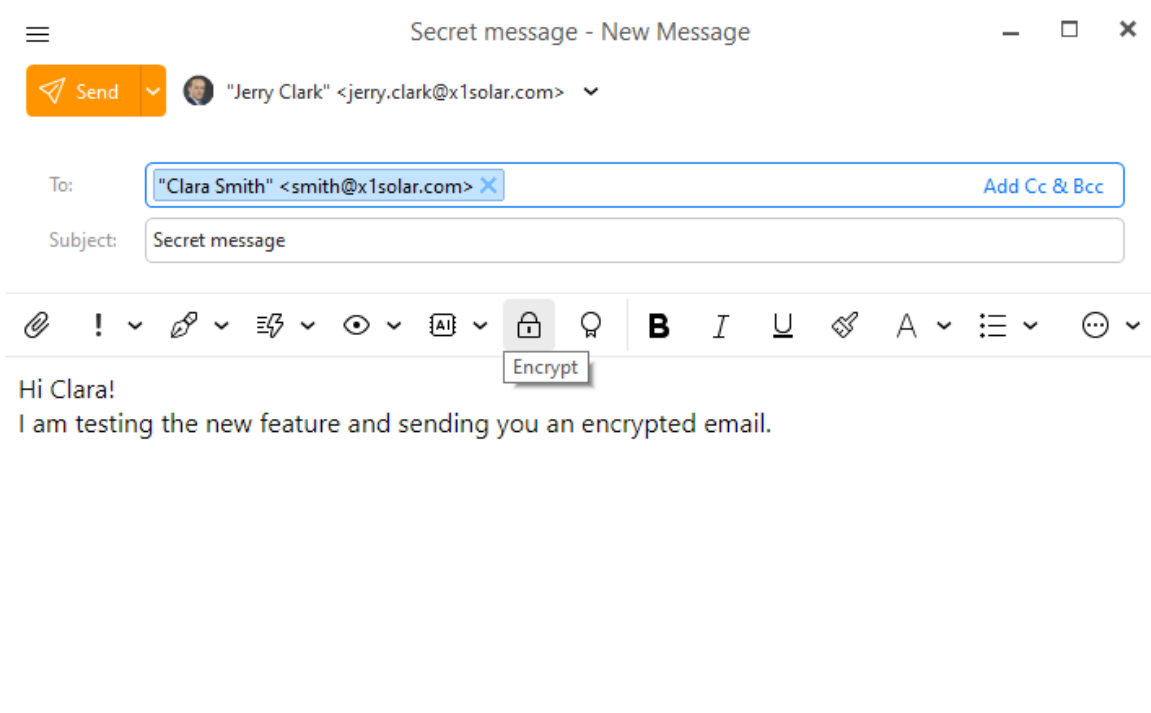 Secret message - New Message
Send "Jerry Clark" <jerry.clark@x1solar.com>
To: "Clara Smith" <smith@x1solar.com> Add Cc & Bcc
Subject: Secret message
! AI B I U A
Encrypt
Hi Clara!
I am testing the new feature and sending you an encrypted email.